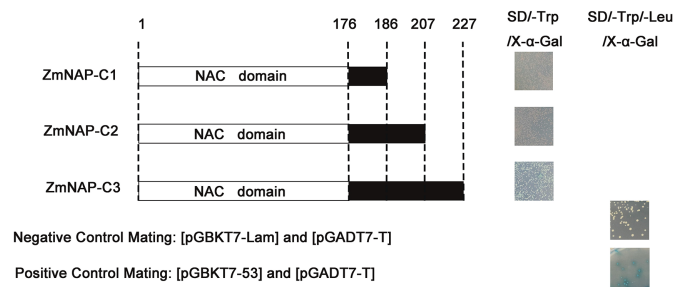 SD/-Trp SD/-Trp/-Leu
/X-α-Gal /X-α-Gal
1 176 186 207 227
ZmNAP-C1 NAC domain
ZmNAP-C2 NAC domain
ZmNAP-C3 NAC domain
Negative Control Mating: [pGBKT7-Lam] and [pGADT7-T]
Positive Control Mating: [pGBKT7-53] and [pGADT7-T]